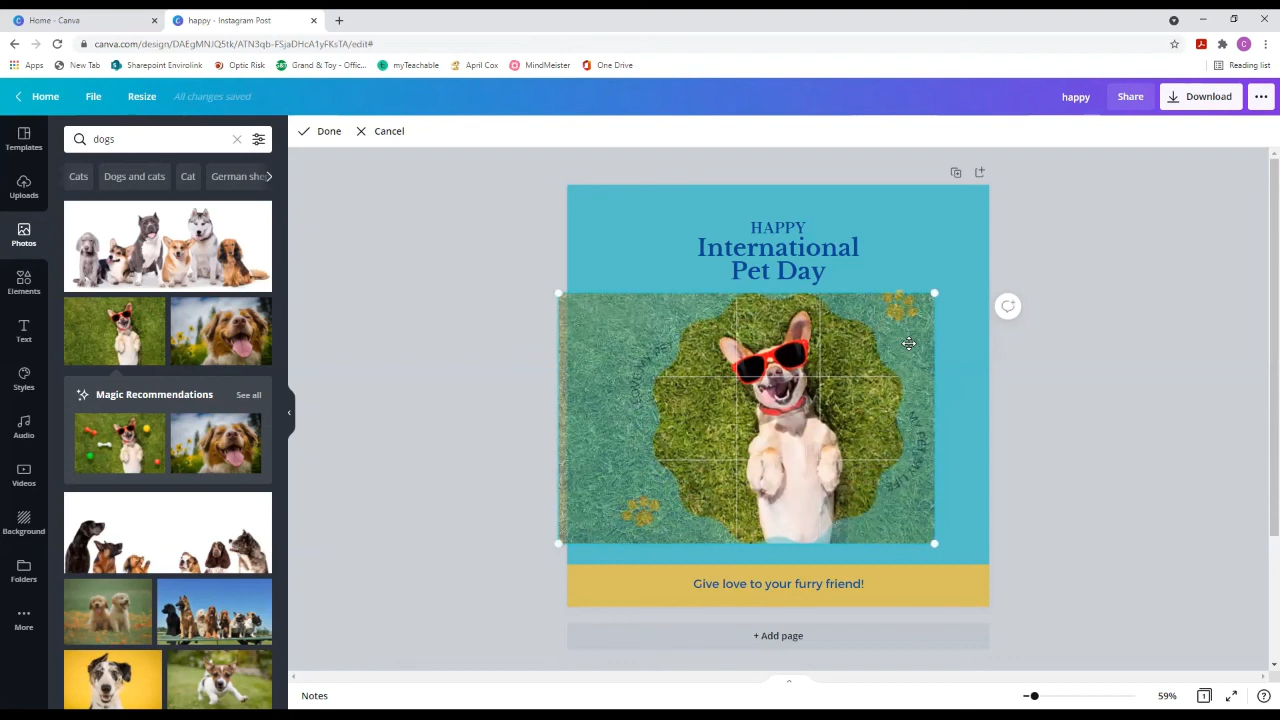 Home - Canva
happy - Instagram Post
canva.com/design/DAEgMNJQ5tk/ATN3qb-FSjaDHcA1yFKsTA/edit#
Apps
New Tab
Sharepoint Envirolink
Optic Risk
Grand & Toy - Offic...
myTeachable
April Cox
MindMeister
One Drive
Reading list
Home
File
Resize
All changes saved
happy
Share
Download
Templates
Uploads
Photos
Elements
Text
Styles
Audio
Videos
Background
Folders
More
dogs
Cats
Dogs and cats
Cat
German she
Magic Recommendations
See all
Done
Cancel
HAPPY
International
Pet Day
Give love to your furry friend!
+ Add page
Notes
59%
1